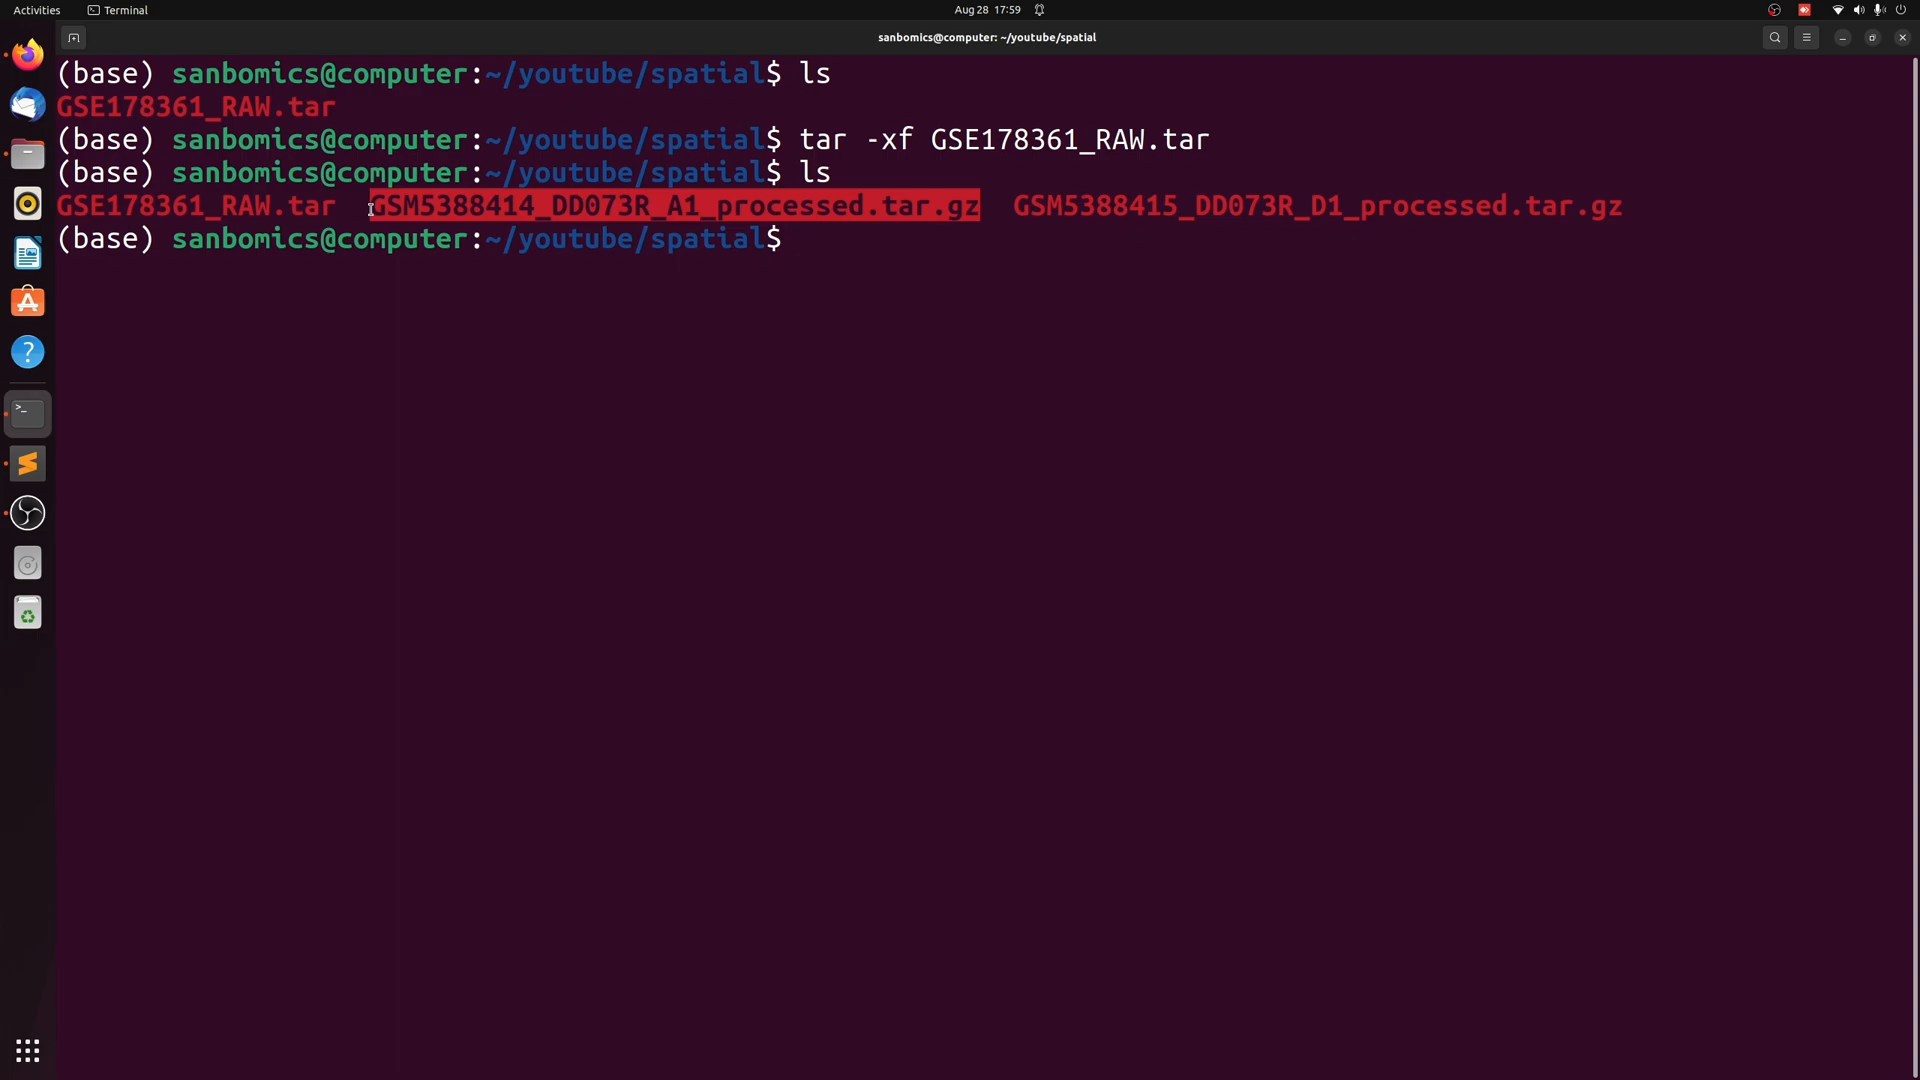 Activities Terminal Aug 28 17:59
sanbomics@computer: ~/youtube/spatial
(base) sanbomics@computer:~/youtube/spatial$ ls
GSE178361_RAW.tar
(base) sanbomics@computer:~/youtube/spatial$ tar -xf GSE178361_RAW.tar
(base) sanbomics@computer:~/youtube/spatial$ ls
GSE178361_RAW.tar GSM5388414_DD073R_A1_processed.tar.gz GSM5388415_DD073R_D1_processed.tar.gz
(base) sanbomics@computer:~/youtube/spatial$